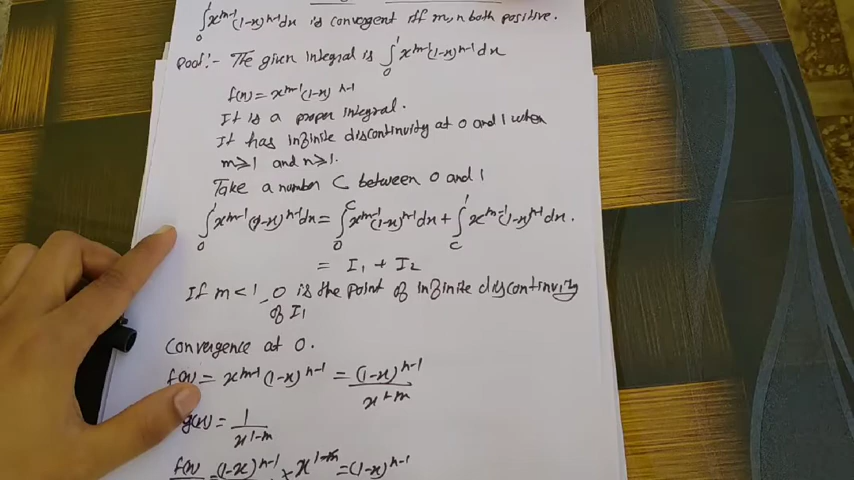 ∫₀¹ x^{m-1}(1-x)^{n-1}dx is convergent iff m,n both positive.
Poof:- The given integral is ∫₀¹ x^{m-1}(1-x)^{n-1}dx
f(x) = x^{m-1}(1-x)^{n-1}
It is a proper integral.
It has infinite discontinuity at 0 and 1 when
m≥1 and n≥1.
Take a number C between 0 and 1
∫₀¹ x^{m-1}(1-x)^{n-1}dx = ∫₀^C x^{m-1}(1-x)^{n-1}dx + ∫_C¹ x^{m-1}(1-x)^{n-1}dx.
= I₁ + I₂
If m<1, 0 is the point of infinite discontinuity
of I₁
Convergence at 0.
f(x) = x^{m-1}(1-x)^{n-1} = (1-x)^{n-1}/x^{1-m}
g(x) = 1/x^{1-m}
f(x) = (1-x)^{n-1} × x^{1-m} = (1-x)^{n-1}